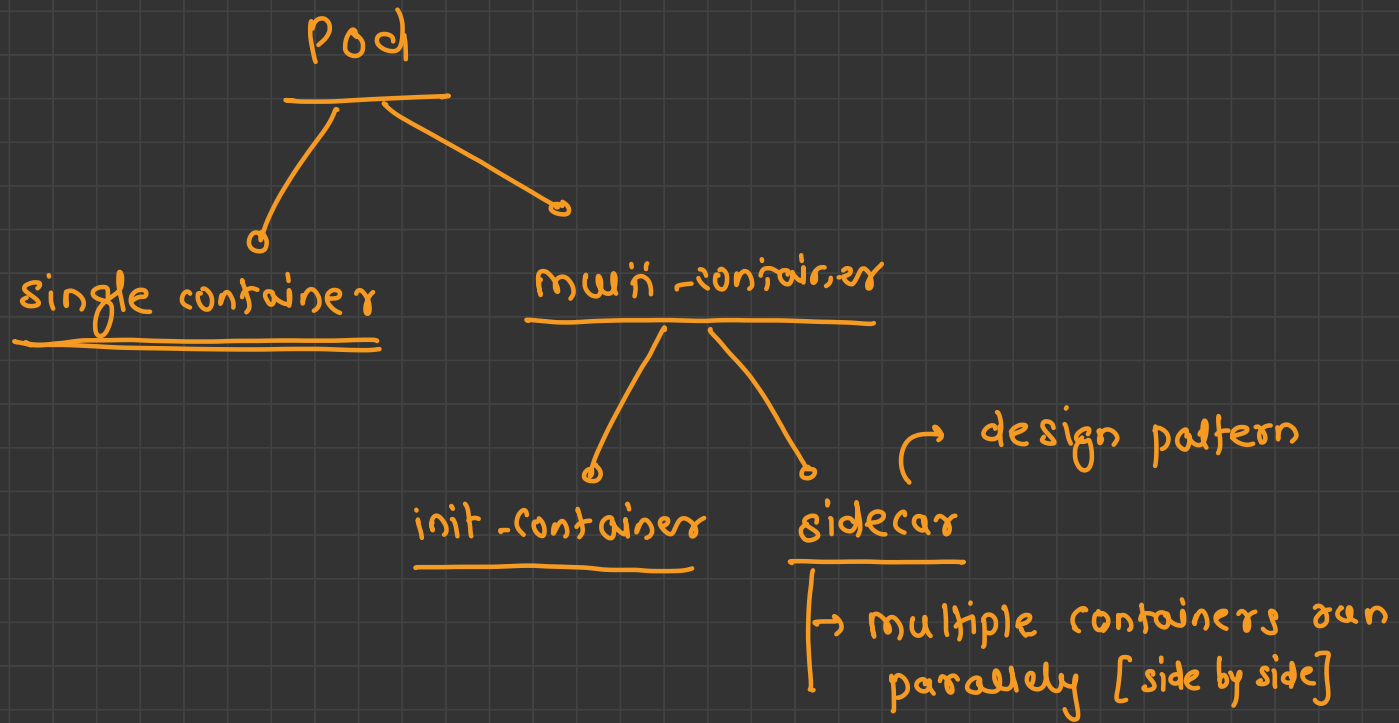 Pod
single container
multi-container
design pattern
init-container
sidecar
→ multiple containers run
parallely [side by side]